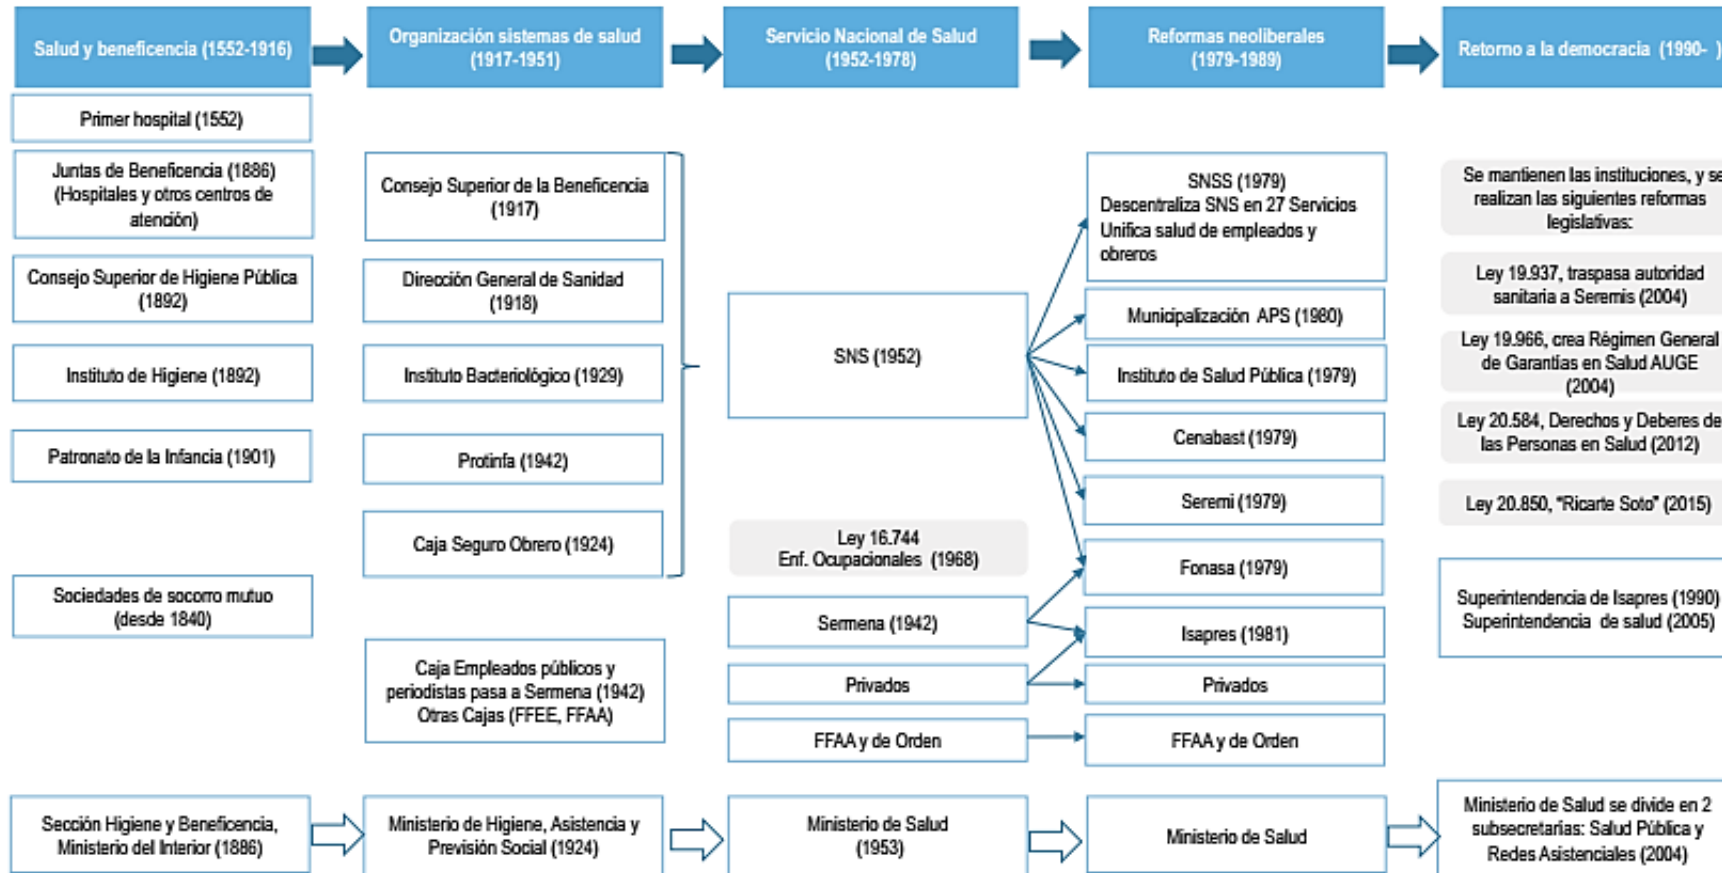 Salud y beneficencia (1552-1916)
Organización sistemas de salud
(1917-1951)
Servicio Nacional de Salud
(1952-1978)
Reformas neoliberales
(1979-1989)
Retorno a la democracia (1990- )
Primer hospital (1552)
Juntas de Beneficencia (1886)
(Hospitales y otros centros de
atención)
Consejo Superior de Higiene Pública
(1892)
Instituto de Higiene (1892)
Patronato de la Infancia (1901)
Sociedades de socorro mutuo
(desde 1840)
Consejo Superior de la Beneficencia
(1917)
Dirección General de Sanidad
(1918)
Instituto Bacteriológico (1929)
Protinfa (1942)
Caja Seguro Obrero (1924)
Caja Empleados públicos y
periodistas pasa a Sermena (1942)
Otras Cajas (FFEE, FFAA)
SNS (1952)
Ley 16.744
Enf. Ocupacionales (1968)
Sermena (1942)
Privados
FFAA y de Orden
SNSS (1979)
Descentraliza SNS en 27 Servicios
Unifica salud de empleados y
obreros
Municipalización APS (1980)
Instituto de Salud Pública (1979)
Cenabast (1979)
Seremi (1979)
Fonasa (1979)
Isapres (1981)
Privados
FFAA y de Orden
Se mantienen las instituciones, y se
realizan las siguientes reformas
legislativas:
Ley 19.937, traspasa autoridad
sanitaria a Seremis (2004)
Ley 19.966, crea Régimen General
de Garantías en Salud AUGE
(2004)
Ley 20.584, Derechos y Deberes de
las Personas en Salud (2012)
Ley 20.850, "Ricarte Soto" (2015)
Superintendencia de Isapres (1990)
Superintendencia de salud (2005)
Sección Higiene y Beneficencia,
Ministerio del Interior (1886)
Ministerio de Higiene, Asistencia y
Previsión Social (1924)
Ministerio de Salud
(1953)
Ministerio de Salud
Ministerio de Salud se divide en 2
subsecretarías: Salud Pública y
Redes Asistenciales (2004)